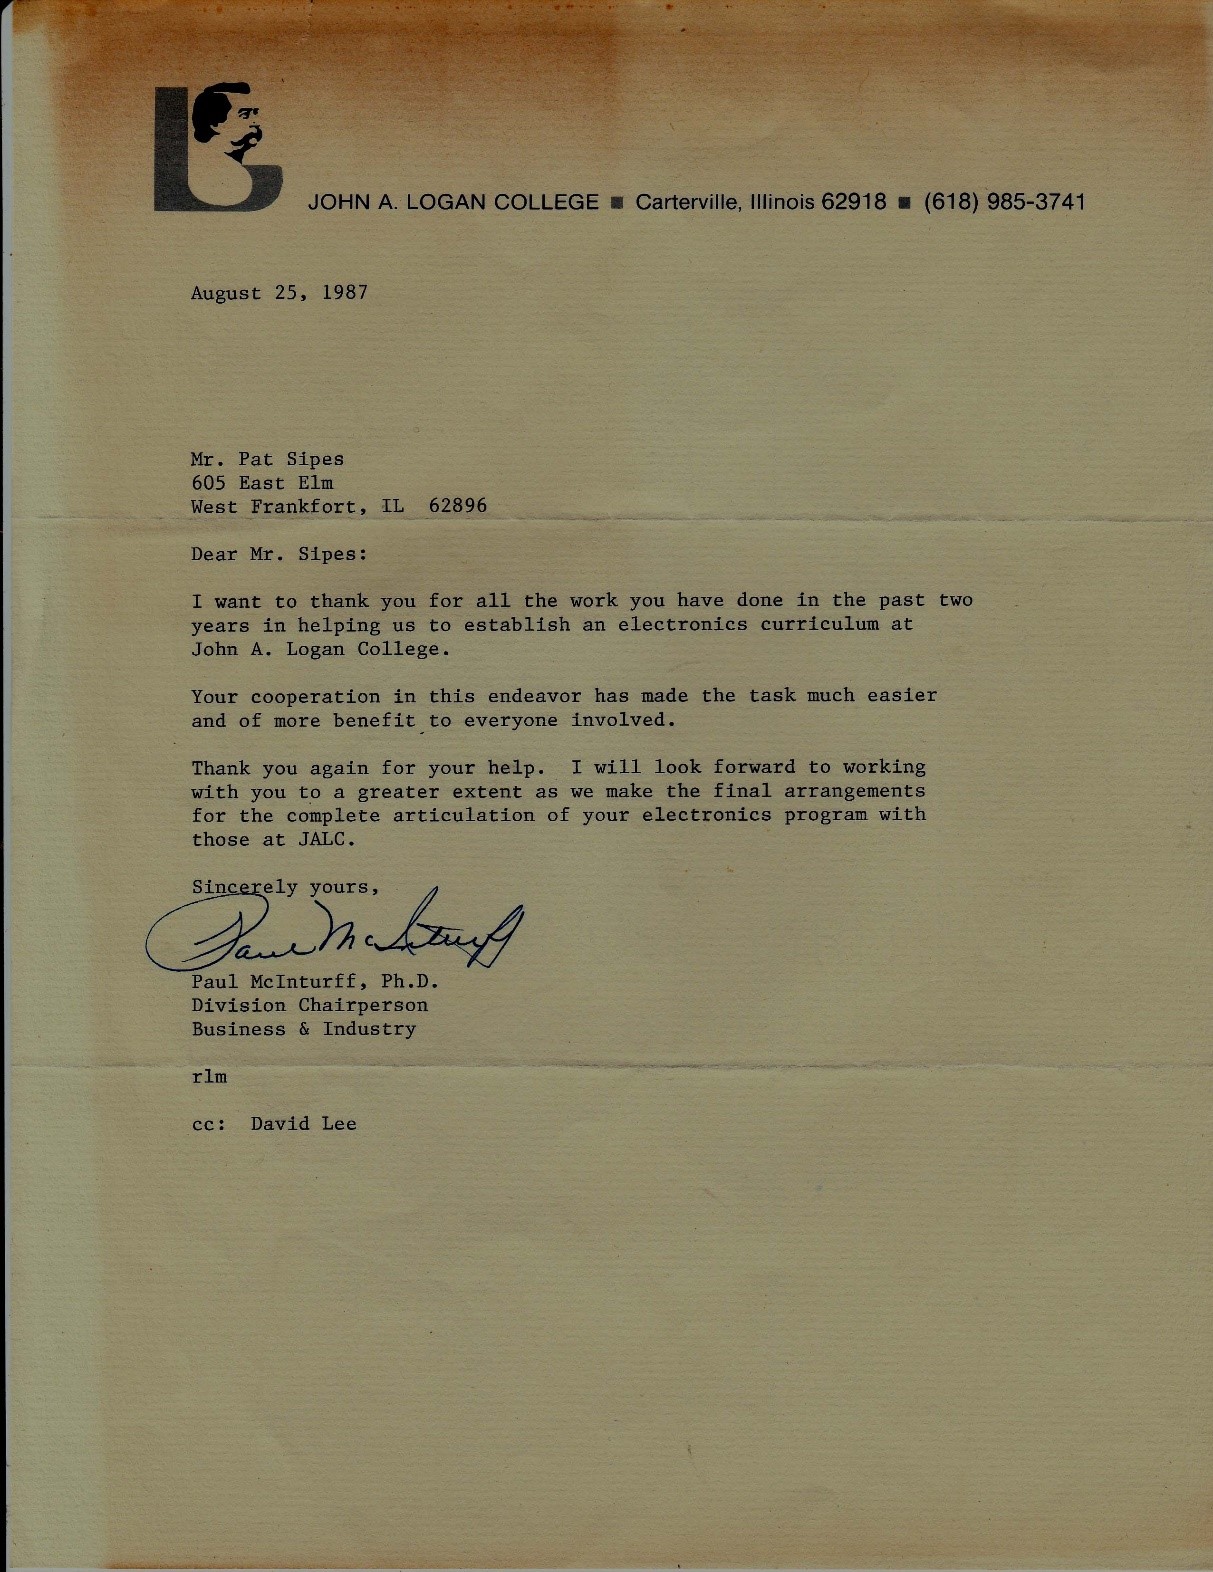 JOHN A. LOGAN COLLEGE ■ Carterville, Illinois 62918 ■ (618) 985-3741
August 25, 1987
Mr. Pat Sipes
605 East Elm
West Frankfort, IL  62896
Dear Mr. Sipes:
I want to thank you for all the work you have done in the past two
years in helping us to establish an electronics curriculum at
John A. Logan College.
Your cooperation in this endeavor has made the task much easier
and of more benefit to everyone involved.
Thank you again for your help.  I will look forward to working
with you to a greater extent as we make the final arrangements
for the complete articulation of your electronics program with
those at JALC.
Sincerely yours,
Paul McInturff
Paul McInturff, Ph.D.
Division Chairperson
Business & Industry
rlm
cc:  David Lee